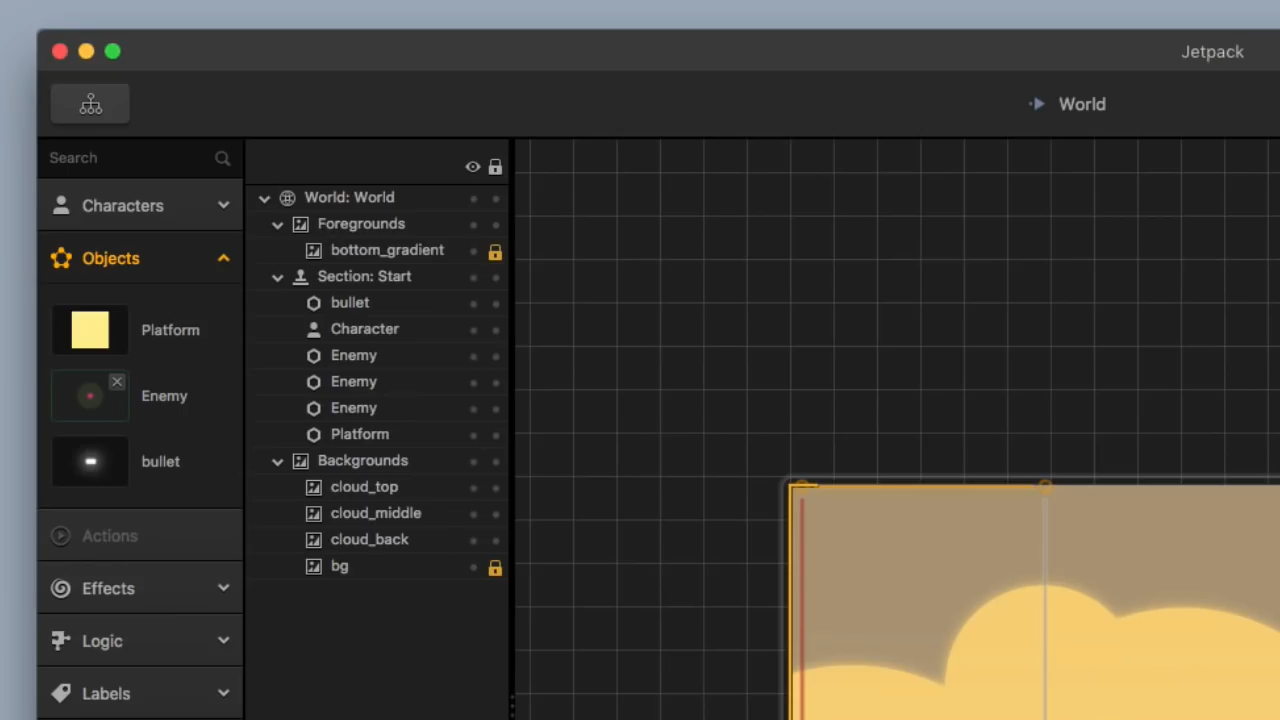 Jetpack
World
Search
Characters
Objects
Platform
Enemy
bullet
Actions
Effects
Logic
Labels
World: World
Foregrounds
bottom_gradient
Section: Start
bullet
Character
Enemy
Enemy
Enemy
Platform
Backgrounds
cloud_top
cloud_middle
cloud_back
bg